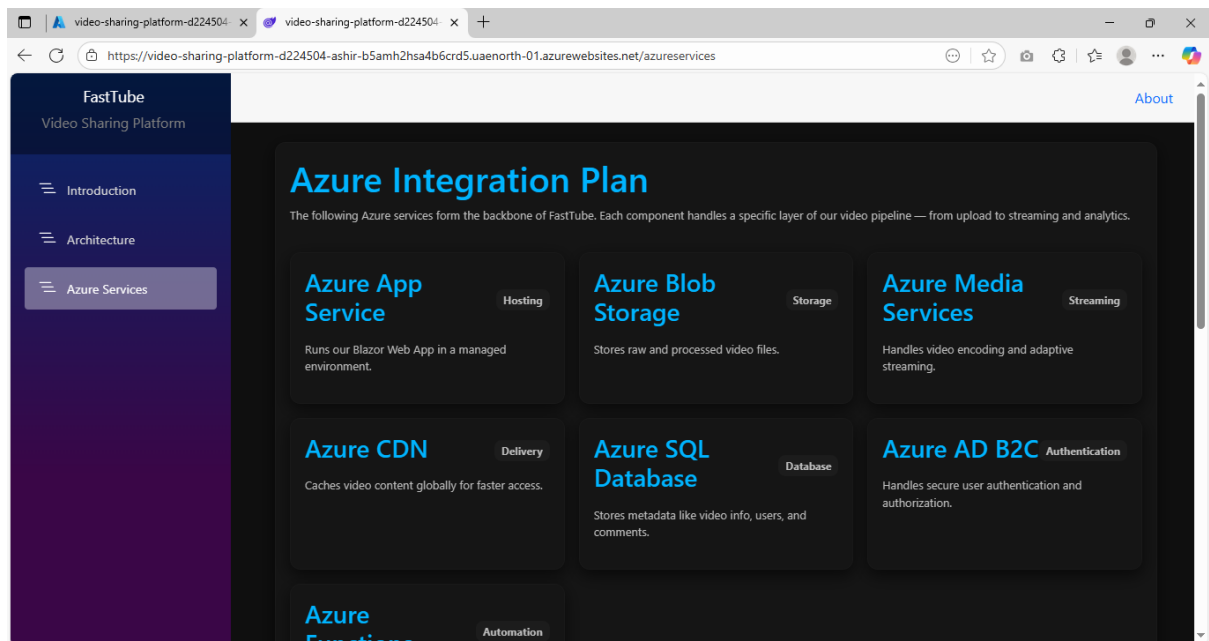 video-sharing-platform-d224504-
video-sharing-platform-d224504-
https://video-sharing-platform-d224504-ashir-b5amh2hsa4b6crd5.uaenorth-01.azurewebsites.net/azureservices
FastTube
Video Sharing Platform
About
Introduction
Architecture
Azure Services
Azure Integration Plan
The following Azure services form the backbone of FastTube. Each component handles a specific layer of our video pipeline — from upload to streaming and analytics.
Azure App
Service
Hosting
Runs our Blazor Web App in a managed
environment.
Azure Blob
Storage
Storage
Stores raw and processed video files.
Azure Media
Services
Streaming
Handles video encoding and adaptive
streaming.
Azure CDN
Delivery
Caches video content globally for faster access.
Azure SQL
Database
Database
Stores metadata like video info, users, and
comments.
Azure AD B2C
Authentication
Handles secure user authentication and
authorization.
Azure
Functions
Automation